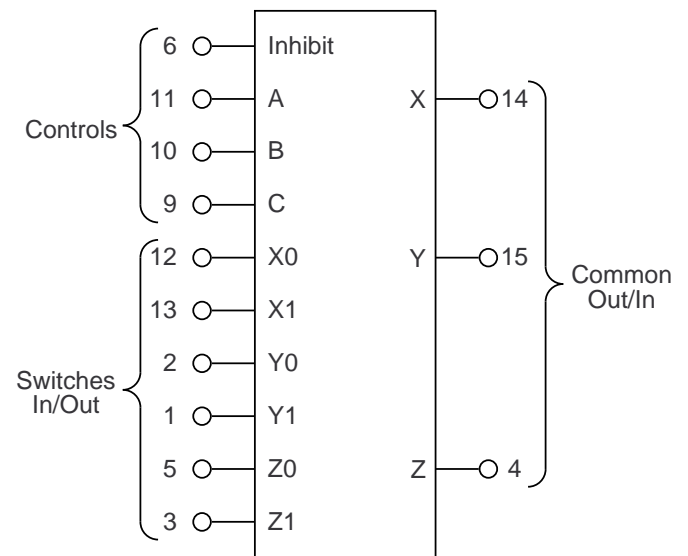 6 Inhibit
11 A X 14
Controls
10 B
9 C
12 X0 Y 15
Common
Out/In
13 X1
2 Y0
Switches
In/Out
1 Y1
5 Z0 Z 4
3 Z1